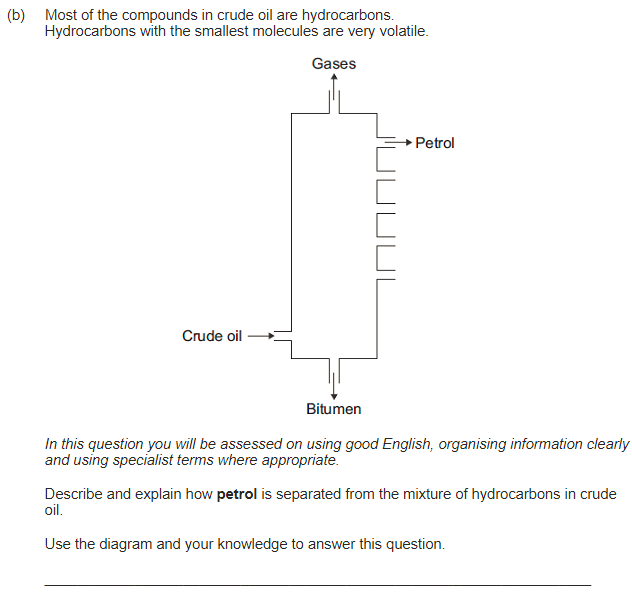 (b) Most of the compounds in crude oil are hydrocarbons.
Hydrocarbons with the smallest molecules are very volatile.
Gases
Petrol
Crude oil
Bitumen
In this question you will be assessed on using good English, organising information clearly
and using specialist terms where appropriate.
Describe and explain how petrol is separated from the mixture of hydrocarbons in crude
oil.
Use the diagram and your knowledge to answer this question.